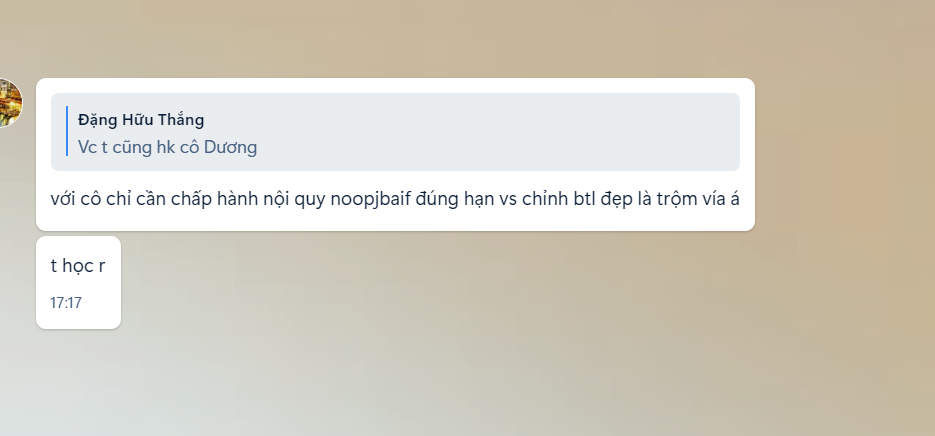 Đặng Hữu Thắng
Vc t cũng hk cô Dương
với cô chỉ cần chấp hành nội quy noopjbaif đúng hạn vs chỉnh btl đẹp là trộm vía á
t học r
17:17